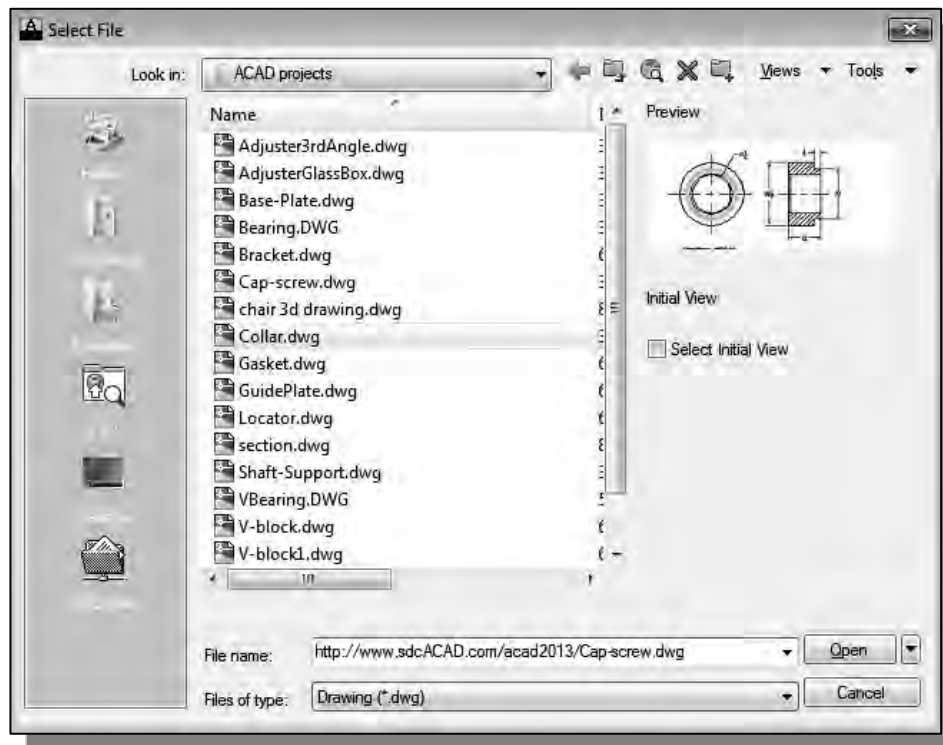 Select File
Look in: ACAD projects Views Tools
Name
Preview
Adjuster3rdAngle.dwg
AdjusterGlassBox.dwg
Base-Plate.dwg
Bearing.DWG
Bracket.dwg
Cap-screw.dwg
chair 3d drawing.dwg
Collar.dwg
Gasket.dwg
GuidePlate.dwg
Locator.dwg
section.dwg
Shaft-Support.dwg
VBearing.DWG
V-block.dwg
V-block1.dwg
Initial View
Select Initial View
File name: http://www.sdcACAD.com/acad2013/Cap-screw.dwg Open
Files of type: Drawing (*.dwg) Cancel